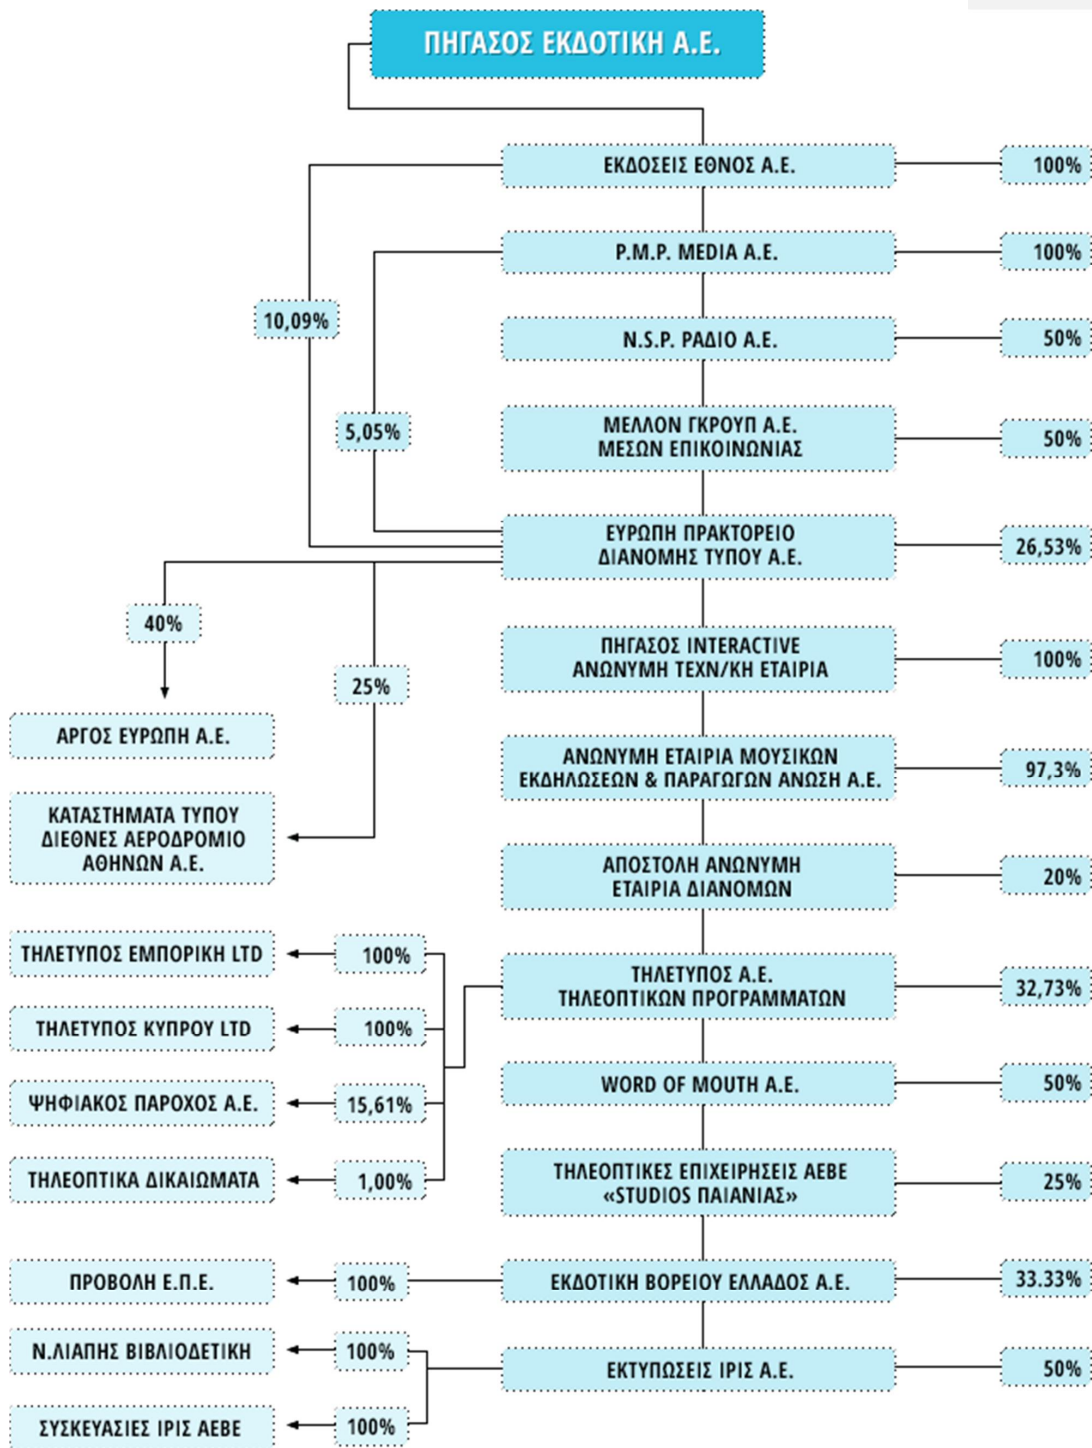 ΠΗΓΑΣΟΣ ΕΚΔΟΤΙΚΗ Α.Ε.
ΕΚΔΟΣΕΙΣ ΕΘΝΟΣ Α.Ε.
100%
P.M.P. MEDIA A.E.
100%
10,09%
N.S.P. ΡΑΔΙΟ Α.Ε.
50%
5,05%
ΜΕΛΛΟΝ ΓΚΡΟΥΠ Α.Ε.
ΜΕΣΩΝ ΕΠΙΚΟΙΝΩΝΙΑΣ
50%
ΕΥΡΩΠΗ ΠΡΑΚΤΟΡΕΙΟ
ΔΙΑΝΟΜΗΣ ΤΥΠΟΥ Α.Ε.
26,53%
40%
25%
ΠΗΓΑΣΟΣ INTERACTIVE
ΑΝΩΝΥΜΗ ΤΕΧΝ/ΚΗ ΕΤΑΙΡΙΑ
100%
ΑΡΓΟΣ ΕΥΡΩΠΗ Α.Ε.
ΑΝΩΝΥΜΗ ΕΤΑΙΡΙΑ ΜΟΥΣΙΚΩΝ
ΕΚΔΗΛΩΣΕΩΝ & ΠΑΡΑΓΩΓΩΝ ΑΝΩΣΗ Α.Ε.
97,3%
ΚΑΤΑΣΤΗΜΑΤΑ ΤΥΠΟΥ
ΔΙΕΘΝΕΣ ΑΕΡΟΔΡΟΜΙΟ
ΑΘΗΝΩΝ Α.Ε.
ΑΠΟΣΤΟΛΗ ΑΝΩΝΥΜΗ
ΕΤΑΙΡΙΑ ΔΙΑΝΟΜΩΝ
20%
ΤΗΛΕΤΥΠΟΣ ΕΜΠΟΡΙΚΗ LTD
100%
ΤΗΛΕΤΥΠΟΣ Α.Ε.
ΤΗΛΕΟΠΤΙΚΩΝ ΠΡΟΓΡΑΜΜΑΤΩΝ
32,73%
ΤΗΛΕΤΥΠΟΣ ΚΥΠΡΟΥ LTD
100%
WORD OF MOUTH A.E.
50%
ΨΗΦΙΑΚΟΣ ΠΑΡΟΧΟΣ Α.Ε.
15,61%
ΤΗΛΕΟΠΤΙΚΑ ΔΙΚΑΙΩΜΑΤΑ
1,00%
ΤΗΛΕΟΠΤΙΚΕΣ ΕΠΙΧΕΙΡΗΣΕΙΣ ΑΕΒΕ
«STUDIOS ΠΑΙΑΝΙΑΣ»
25%
ΠΡΟΒΟΛΗ Ε.Π.Ε.
100%
ΕΚΔΟΤΙΚΗ ΒΟΡΕΙΟΥ ΕΛΛΑΔΟΣ Α.Ε.
33.33%
Ν.ΛΙΑΠΗΣ ΒΙΒΛΙΟΔΕΤΙΚΗ
100%
ΕΚΤΥΠΩΣΕΙΣ ΙΡΙΣ Α.Ε.
50%
ΣΥΣΚΕΥΑΣΙΕΣ ΙΡΙΣ ΑΕΒΕ
100%